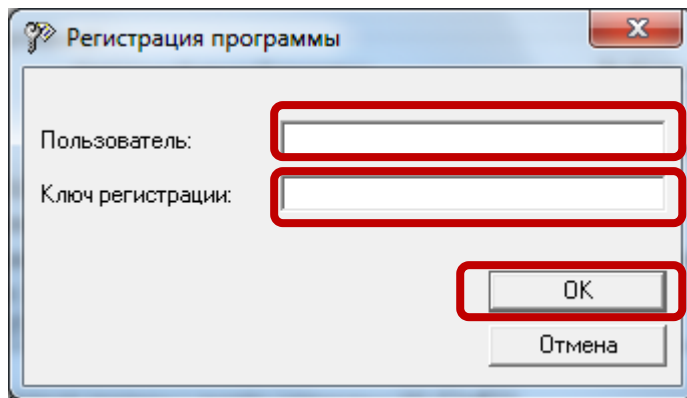 Регистрация программы
Пользователь:
Ключ регистрации:
OK
Отмена